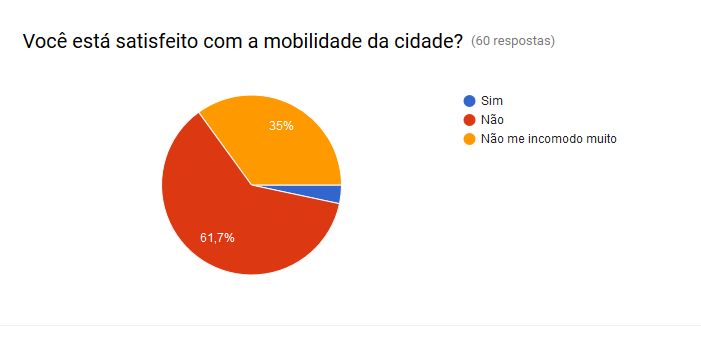 Você está satisfeito com a mobilidade da cidade? (60 respostas)
Sim
Não
Não me incomodo muito
35%
61,7%